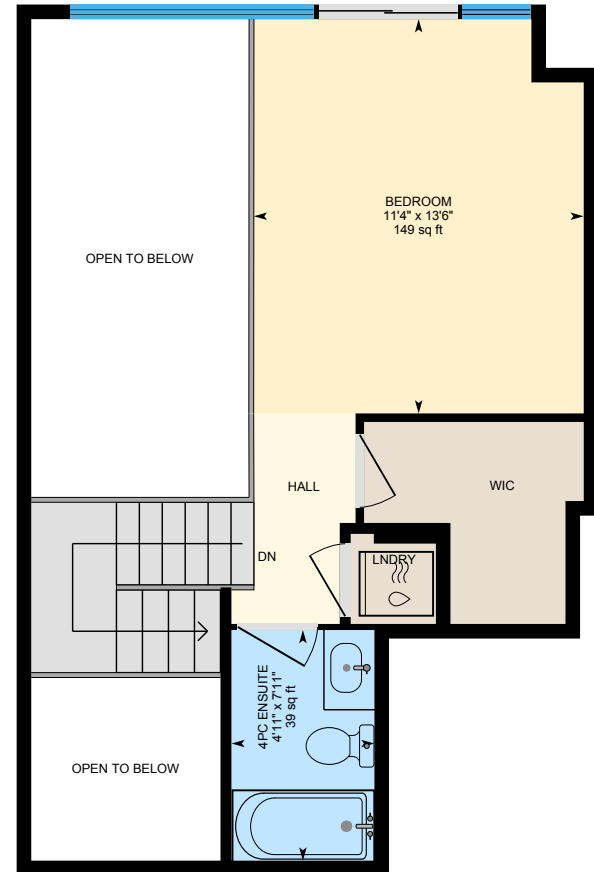 BEDROOM
11'4" x 13'6"
149 sq ft
OPEN TO BELOW
HALL
WIC
DN
LNDRY
4PC ENSUITE
4'11" x 7'11"
39 sq ft
OPEN TO BELOW